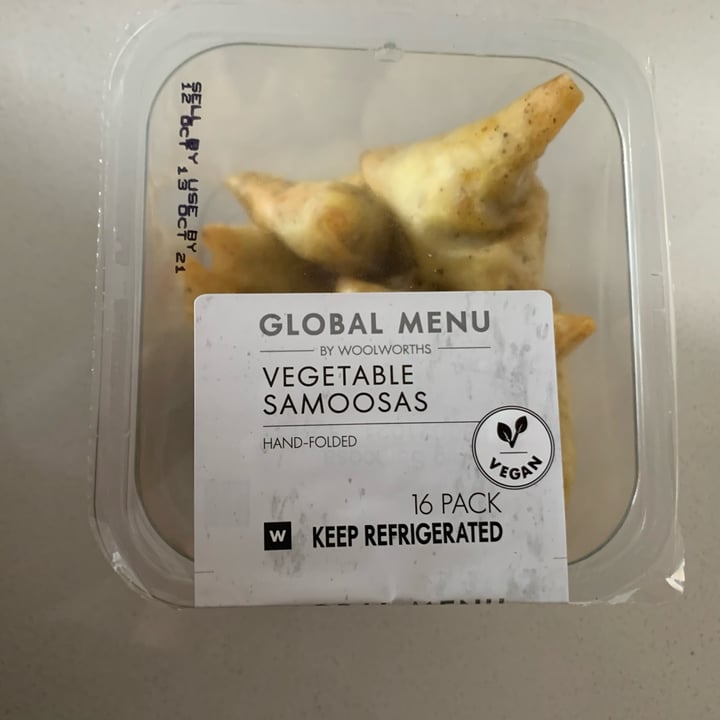 SELL BY USE BY
12 OCT 13 OCT 21
GLOBAL MENU
BY WOOLWORTHS
VEGETABLE
SAMOOSAS
HAND-FOLDED
VEGAN
16 PACK
W KEEP REFRIGERATED